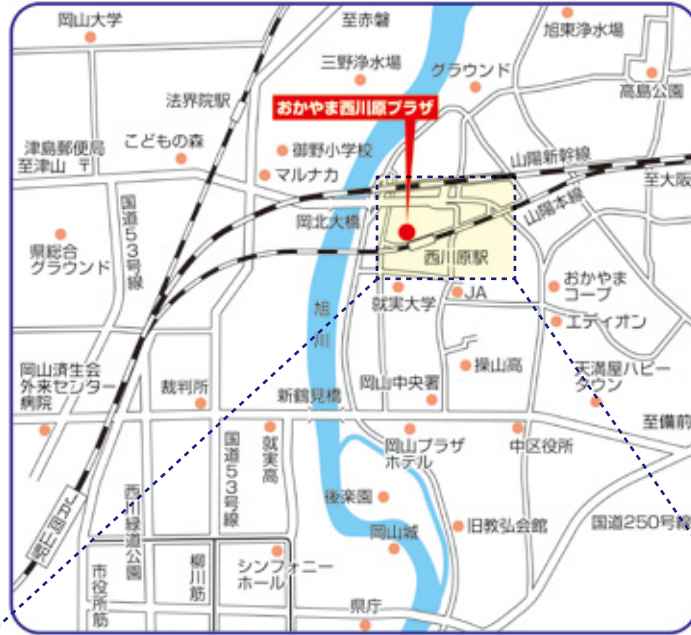 岡山大学
至赤磐
旭東浄水場
三野浄水場
グラウンド
高島公園
法界院駅
おかやま西川原プラザ
津島郵便局
至津山 〒
こどもの森
御野小学校
マルナカ
山陽新幹線
至大阪
山陽本線
国道53号線
岡北大橋
県総合
グラウンド
西川原駅
旭川
就実大学
JA
おかやま
コープ
エディオン
岡山済生会
外来センター
病院
裁判所
新鶴見橋
岡山中央署
操山高
天満屋ハピー
タウン
至備前
国道53号線
就実高
岡山プラザ
ホテル
中区役所
JR岡山駅
西川緑道公園
後楽園
岡山城
旧教弘会館
国道250号線
市役所筋
柳川筋
シンフォニー
ホール
県庁